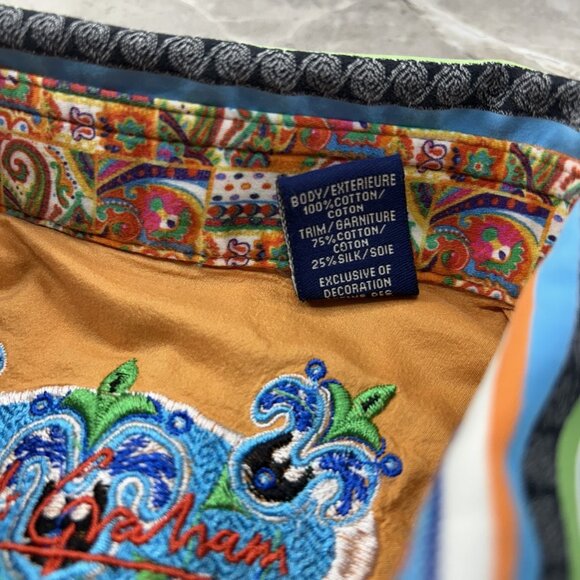 BODY/EXTERIEURE
100% COTTON/
COTON
TRIM/GARNITURE
75% COTTON/
COTON
25% SILK/SOIE
EXCLUSIVE OF
DECORATION
Graham